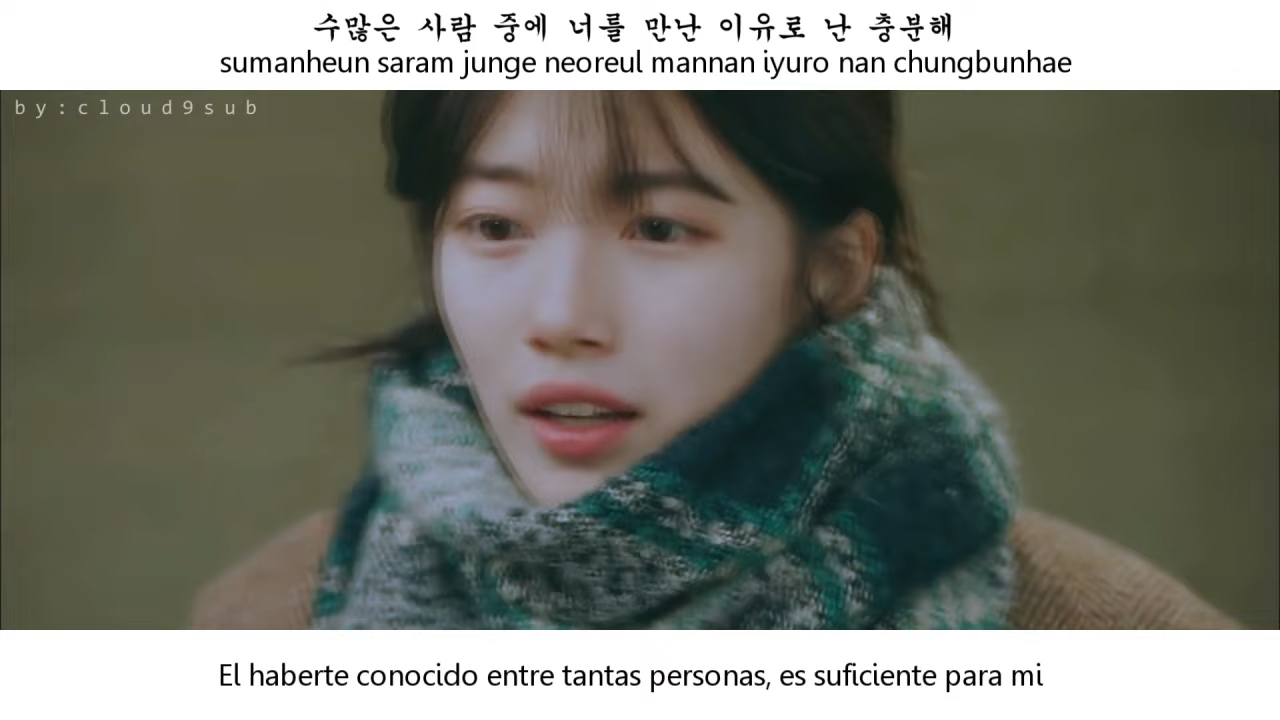 수많은 사람 중에 너를 만난 이유로 난 충분해
sumanheun saram junge neoreul mannan iyuro nan chungbunhae
by:cloud9sub
El haberte conocido entre tantas personas, es suficiente para mi